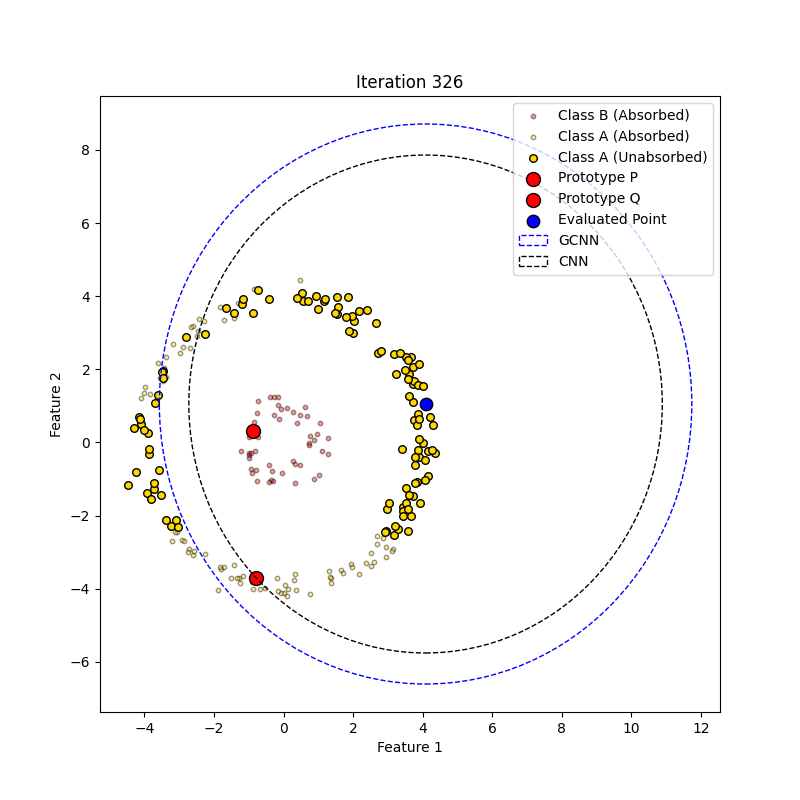 Iteration 326
Class B (Absorbed)
Class A (Absorbed)
Class A (Unabsorbed)
Prototype P
Prototype Q
Evaluated Point
GCNN
CNN
Feature 2
8
6
4
2
0
−2
−4
−6
−4 −2 0 2 4 6 8 10 12
Feature 1